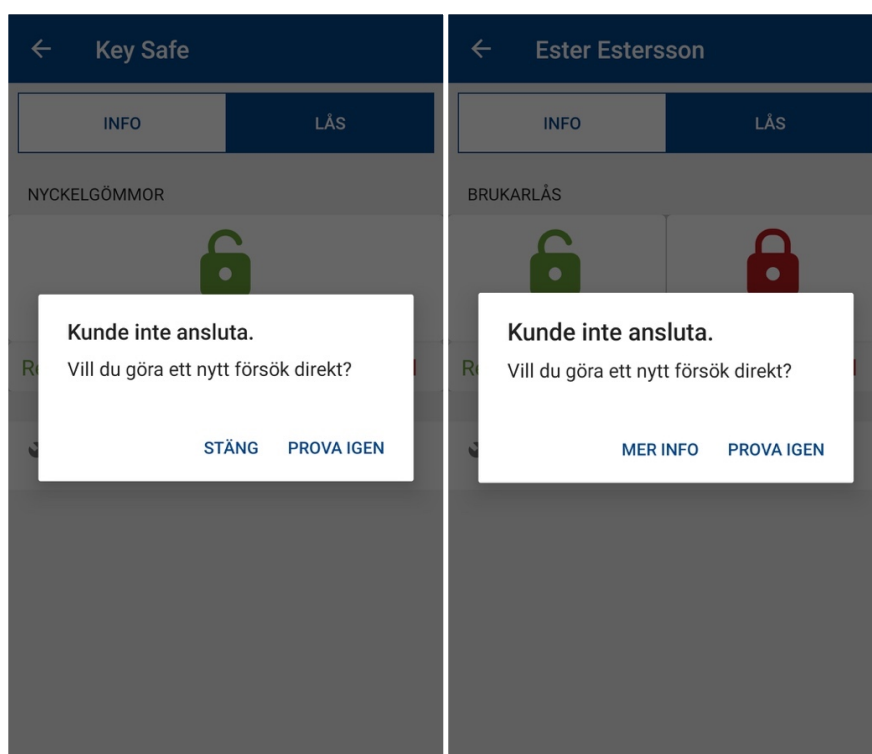 Key Safe
INFO
LÅS
NYCKELGÖMMOR
Kunde inte ansluta.
Vill du göra ett nytt försök direkt?
STÄNG PROVA IGEN
Ester Estersson
INFO
LÅS
BRUKARLÅS
Kunde inte ansluta.
Vill du göra ett nytt försök direkt?
MER INFO PROVA IGEN